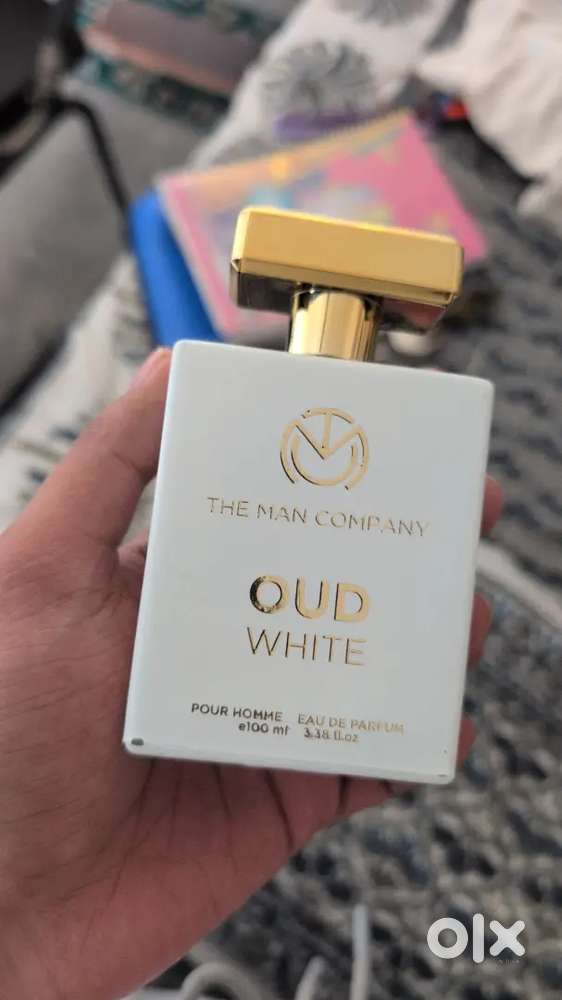 THE MAN COMPANY
OUD
WHITE
POUR HOMME EAU DE PARFUM
e100 ml 3.38 fl.oz
olx